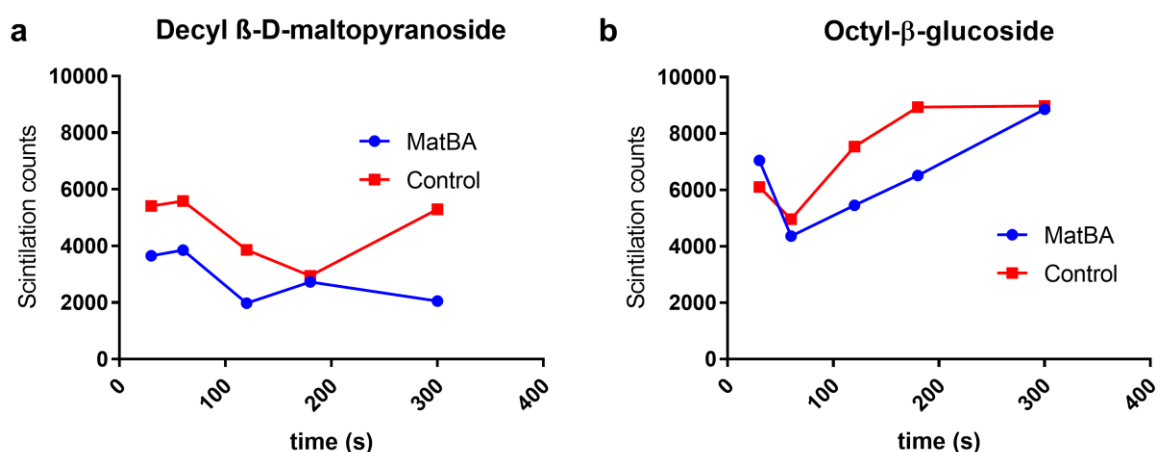 a
Decyl ß-D-maltopyranoside
10000
8000
6000
4000
2000
0
Scintilation counts
MatBA
Control
0
100
200
300
400
time (s)
b
Octyl-β-glucoside
10000
8000
6000
4000
2000
0
Scintilation counts
MatBA
Control
0
100
200
300
400
time (s)